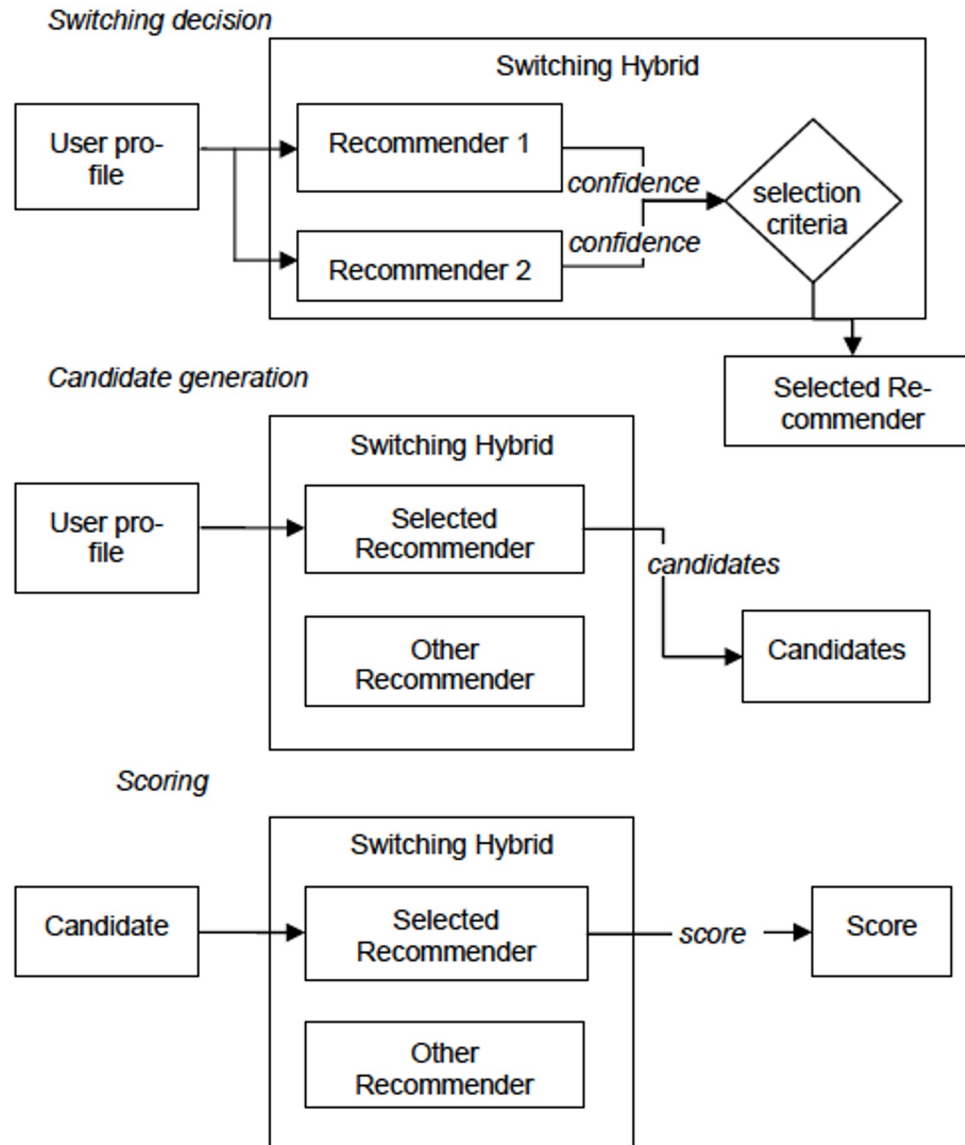 Switching decision
Switching Hybrid
User pro-
file
Recommender 1
confidence
selection
criteria
confidence
Recommender 2
Candidate generation
Selected Re-
commender
Switching Hybrid
User pro-
file
Selected
Recommender
candidates
Other
Recommender
Candidates
Scoring
Switching Hybrid
Candidate
Selected
Recommender
score
Score
Other
Recommender